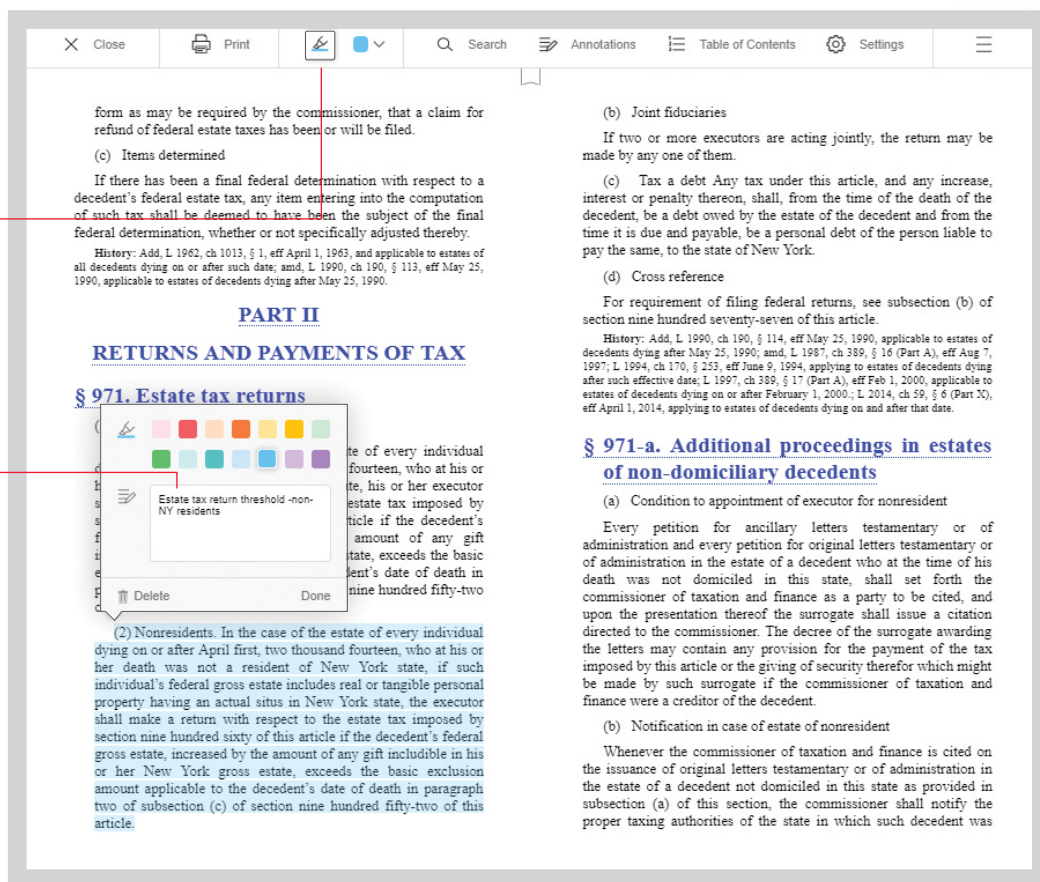 Close Print Search Annotations Table of Contents Settings
form as may be required by the commissioner, that a claim for
refund of federal estate taxes has been or will be filed.
(c) Items determined
If there has been a final federal determination with respect to a
decedent's federal estate tax, any item entering into the computation
of such tax shall be deemed to have been the subject of the final
federal determination, whether or not specifically adjusted thereby.
History: Add, L 1962, ch 1013, § 1, eff April 1, 1963, and applicable to estates of
all decedents dying on or after such date; amd, L 1990, ch 190, § 113, eff May 25,
1990, applicable to estates of decedents dying after May 25, 1990.
PART II
RETURNS AND PAYMENTS OF TAX
§ 971. Estate tax returns
te of every individual
fourteen, who at his or
te, his or her executor
estate tax imposed by
ticle if the decedent's
amount of any gift
state, exceeds the basic
dent's date of death in
nine hundred fifty-two
Estate tax return threshold -non-
NY residents
Delete Done
(2) Nonresidents. In the case of the estate of every individual
dying on or after April first, two thousand fourteen, who at his or
her death was not a resident of New York state, if such
individual's federal gross estate includes real or tangible personal
property having an actual situs in New York state, the executor
shall make a return with respect to the estate tax imposed by
section nine hundred sixty of this article if the decedent's federal
gross estate, increased by the amount of any gift includible in his
or her New York gross estate, exceeds the basic exclusion
amount applicable to the decedent's date of death in paragraph
two of subsection (c) of section nine hundred fifty-two of this
article.
(b) Joint fiduciaries
If two or more executors are acting jointly, the return may be
made by any one of them.
(c) Tax a debt Any tax under this article, and any increase,
interest or penalty thereon, shall, from the time of the death of the
decedent, be a debt owed by the estate of the decedent and from the
time it is due and payable, be a personal debt of the person liable to
pay the same, to the state of New York.
(d) Cross reference
For requirement of filing federal returns, see subsection (b) of
section nine hundred seventy-seven of this article.
History: Add, L 1990, ch 190, § 114, eff May 25, 1990, applicable to estates of
decedents dying after May 25, 1990; amd, L 1987, ch 389, § 16 (Part A), eff Aug 7,
1997; L 1994, ch 170, § 253, eff June 9, 1994, applying to estates of decedents dying
after such effective date; L 1997, ch 389, § 17 (Part A), eff Feb 1, 2000, applicable to
estates of decedents dying on or after February 1, 2000.; L 2014, ch 59, § 6 (Part X),
eff April 1, 2014, applying to estates of decedents dying on and after that date.
§ 971-a. Additional proceedings in estates
of non-domiciliary decedents
(a) Condition to appointment of executor for nonresident
Every petition for ancillary letters testamentary or of
administration and every petition for original letters testamentary or
of administration in the estate of a decedent who at the time of his
death was not domiciled in this state, shall set forth the
commissioner of taxation and finance as a party to be cited, and
upon the presentation thereof the surrogate shall issue a citation
directed to the commissioner. The decree of the surrogate awarding
the letters may contain any provision for the payment of the tax
imposed by this article or the giving of security therefor which might
be made by such surrogate if the commissioner of taxation and
finance were a creditor of the decedent.
(b) Notification in case of estate of nonresident
Whenever the commissioner of taxation and finance is cited on
the issuance of original letters testamentary or of administration in
the estate of a decedent not domiciled in this state as provided in
subsection (a) of this section, the commissioner shall notify the
proper taxing authorities of the state in which such decedent was